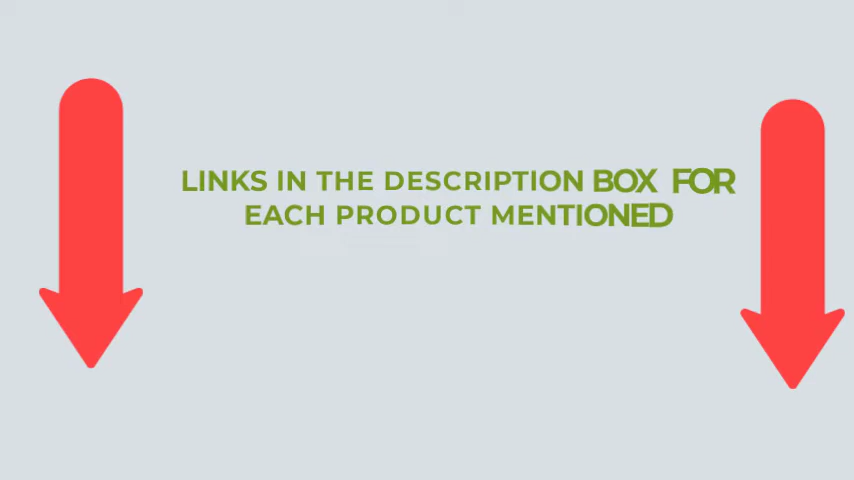 LINKS IN THE DESCRIPTION BOX FOR
EACH PRODUCT MENTIONED